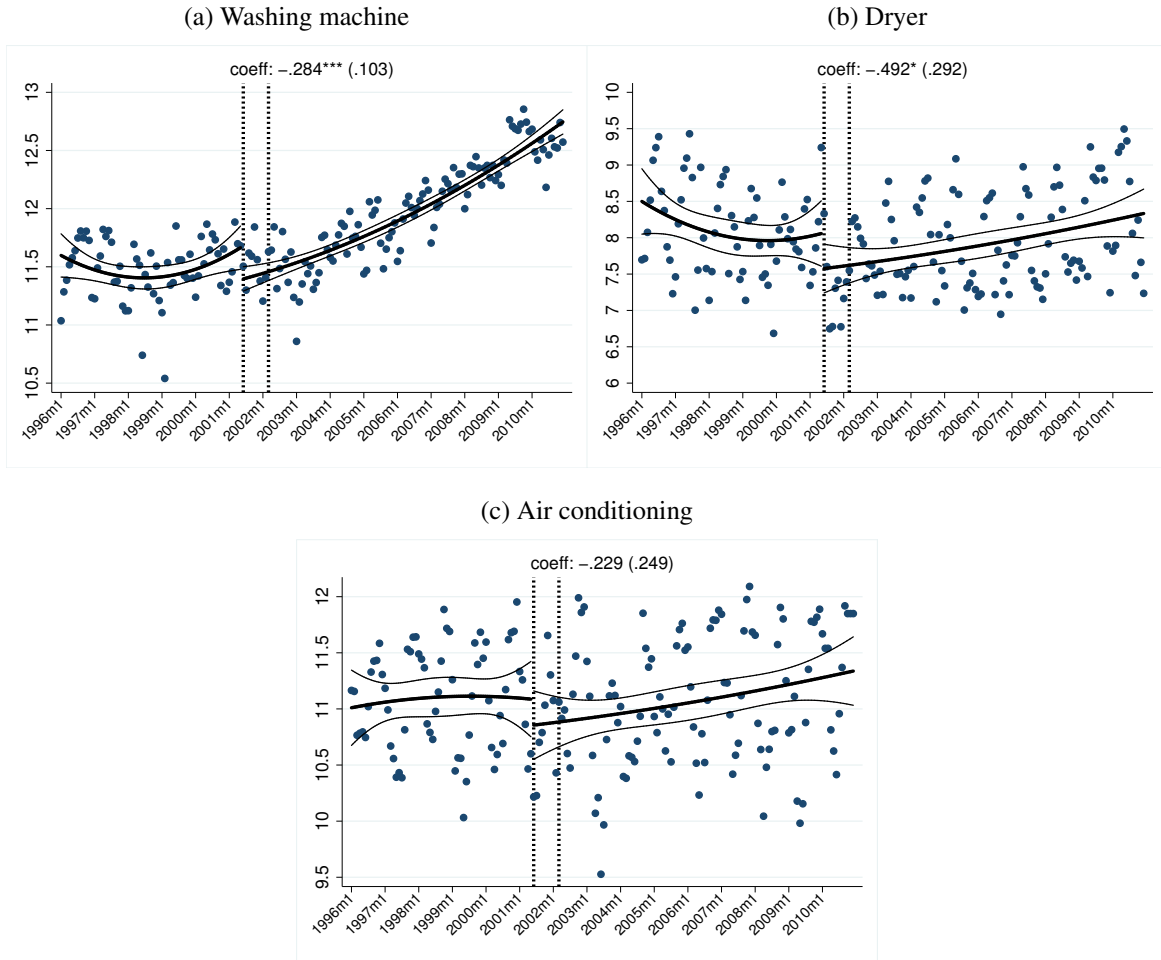 (a) Washing machine
coeff: −.284*** (.103)
13
12.5
12
11.5
11
10.5
1996m1
1997m1
1998m1
1999m1
2000m1
2001m1
2002m1
2003m1
2004m1
2005m1
2006m1
2007m1
2008m1
2009m1
2010m1
(b) Dryer
coeff: −.492* (.292)
10
9.5
9
8.5
8
7.5
7
6.5
6
1996m1
1997m1
1998m1
1999m1
2000m1
2001m1
2002m1
2003m1
2004m1
2005m1
2006m1
2007m1
2008m1
2009m1
2010m1
(c) Air conditioning
coeff: −.229 (.249)
12
11.5
11
10.5
10
9.5
1996m1
1997m1
1998m1
1999m1
2000m1
2001m1
2002m1
2003m1
2004m1
2005m1
2006m1
2007m1
2008m1
2009m1
2010m1